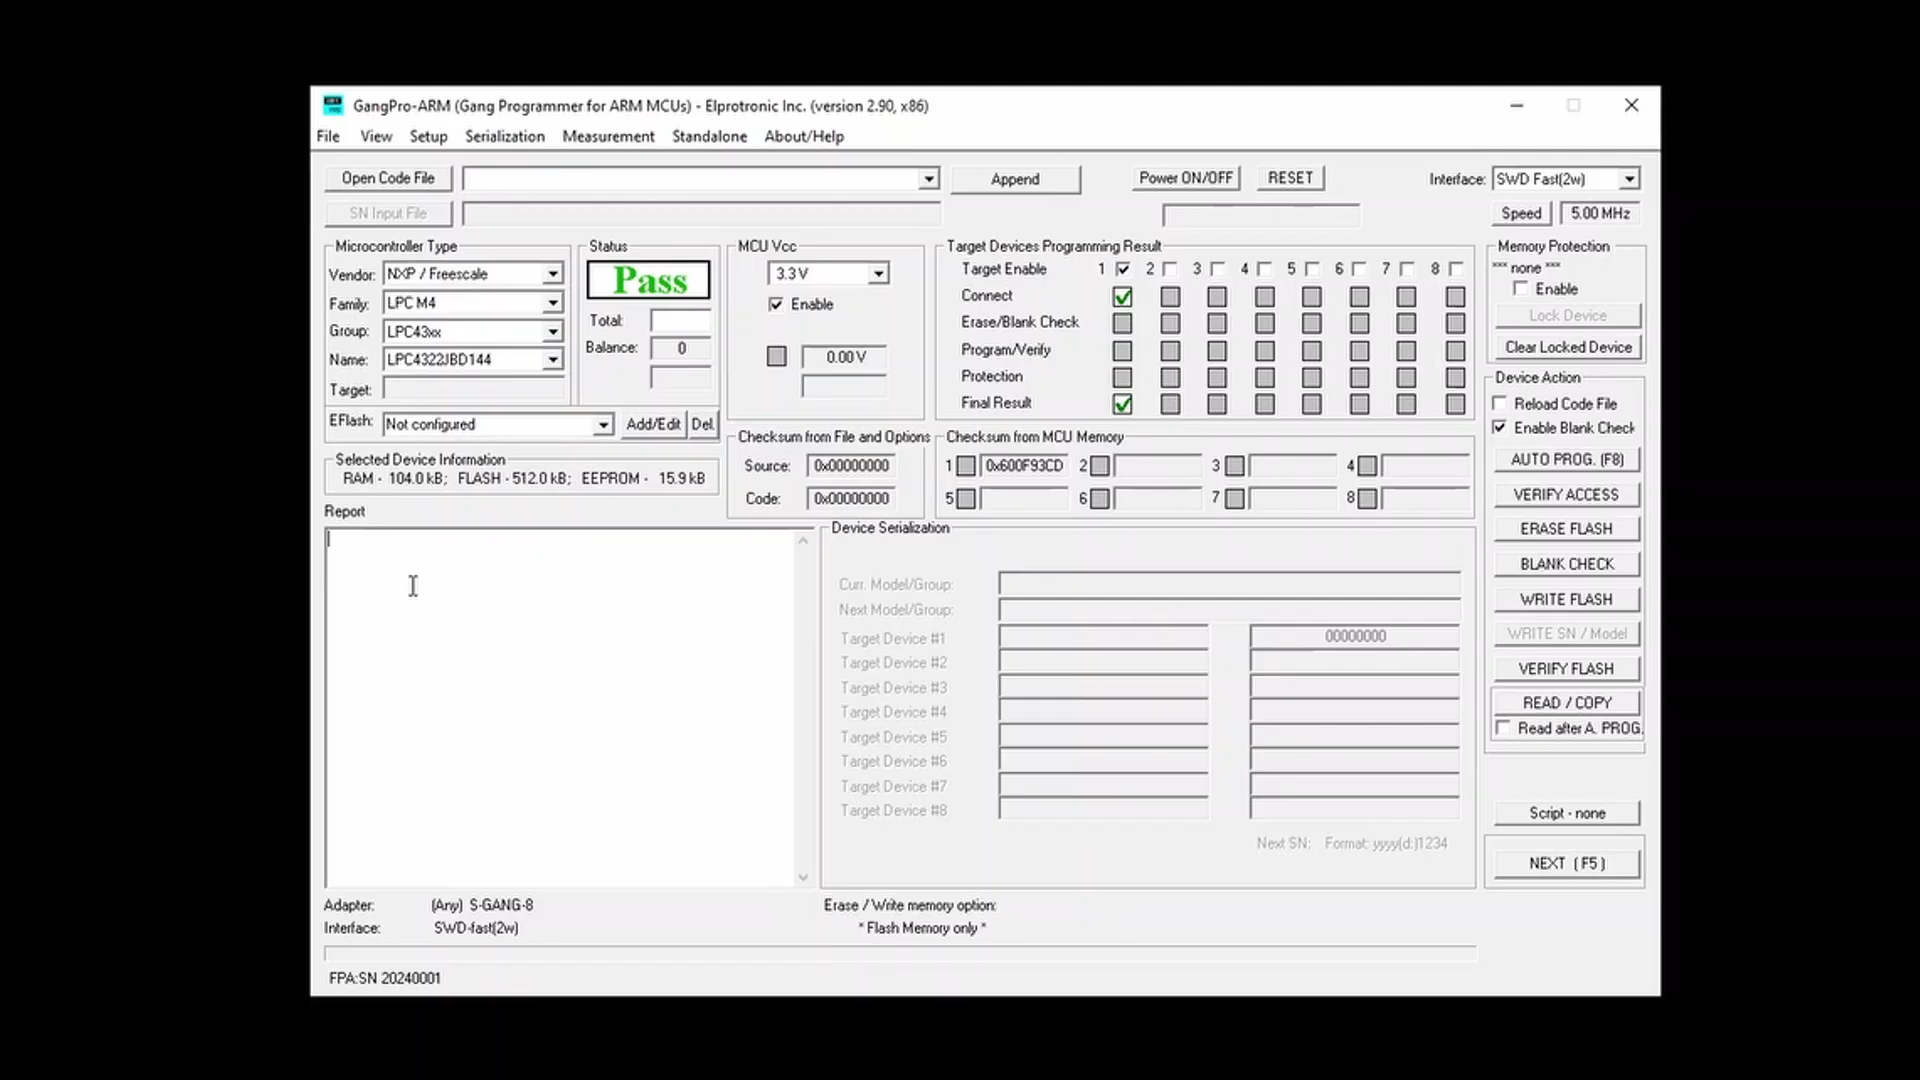 GangPro-ARM (Gang Programmer for ARM MCUs) - Elprotronic Inc. (version 2.90, x86)
File View Setup Serialization Measurement Standalone About/Help
Open Code File Append Power ON/OFF RESET Interface: SWD Fast(2w)
SN Input File Speed 5.00 MHz
Microcontroller Type
Vendor: NXP / Freescale
Family: LPC M4
Group: LPC43xx
Name: LPC4322JBD144
Target:
EFlash: Not configured Add/Edit Del.
Status
Pass
Total:
Balance: 0
MCU Vcc
3.3 V
Enable
0.00 V
Target Devices Programming Result
Target Enable 1 2 3 4 5 6 7 8
Connect
Erase/Blank Check
Program/Verify
Protection
Final Result
Memory Protection
*** none ***
Enable
Lock Device
Clear Locked Device
Selected Device Information
RAM - 104.0 kB; FLASH - 512.0 kB; EEPROM - 15.9 kB
Checksum from File and Options
Source: 0x00000000
Code: 0x00000000
Checksum from MCU Memory
1 0x600F93CD 2 3 4
5 6 7 8
Device Action
Reload Code File
Enable Blank Check
AUTO PROG. (F8)
VERIFY ACCESS
ERASE FLASH
BLANK CHECK
WRITE FLASH
WRITE SN / Model
VERIFY FLASH
READ / COPY
Read after A. PROG.
Script - none
NEXT ( F5 )
Report
Device Serialization
Curr. Model/Group:
Next Model/Group:
Target Device #1 00000000
Target Device #2
Target Device #3
Target Device #4
Target Device #5
Target Device #6
Target Device #7
Target Device #8
Next SN: Format: yyyy(d:)1234
Adapter: (Any) S-GANG-8
Interface: SWD-fast(2w)
Erase / Write memory option:
* Flash Memory only *
FPA:SN 20240001